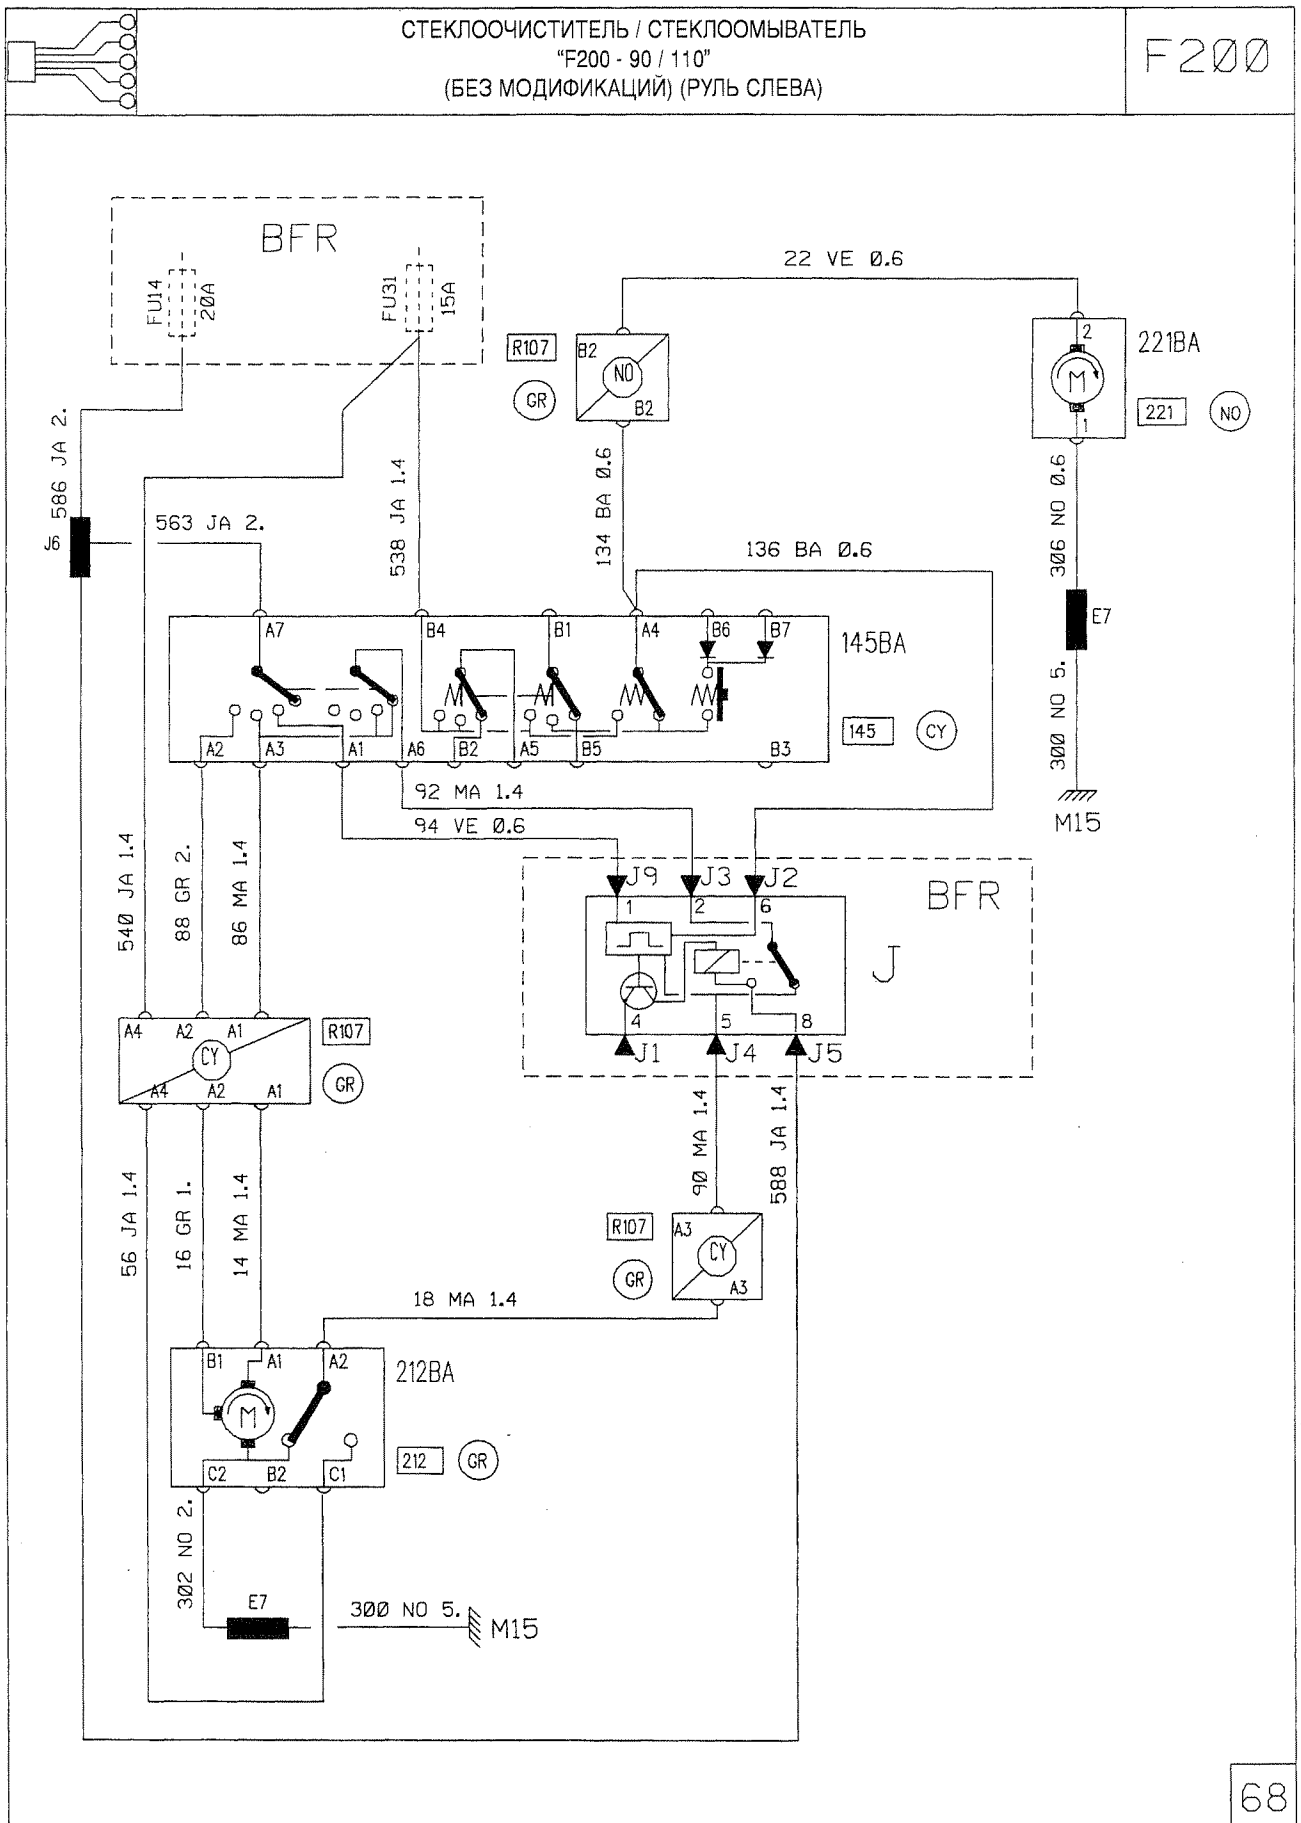 СТЕКЛООЧИСТИТЕЛЬ / СТЕКЛООМЫВАТЕЛЬ
“F200 - 90 / 110”
(БЕЗ МОДИФИКАЦИЙ) (РУЛЬ СЛЕВА)
F200
BFR
FU14
20A
FU31
15A
22 VE 0.6
R107
B2
NO
B2
GR
2
M
1
221BA
221
NO
586 JA 2.
J6
563 JA 2.
538 JA 1.4
134 BA 0.6
136 BA 0.6
306 NO 0.6
E7
300 NO 5.
M15
A7
B4
B1
A4
B6
B7
145BA
145
CY
A2
A3
A1
A6
B2
A5
B5
B3
92 MA 1.4
94 VE 0.6
540 JA 1.4
88 GR 2.
86 MA 1.4
J9
J3
J2
BFR
1
2
6
J
4
5
8
J1
J4
J5
A4
A2
A1
R107
CY
GR
A4
A2
A1
90 MA 1.4
588 JA 1.4
56 JA 1.4
16 GR 1.
14 MA 1.4
R107
A3
CY
GR
A3
18 MA 1.4
B1
A1
A2
212BA
M
212
GR
C2
B2
C1
302 NO 2.
E7
300 NO 5.
M15
68